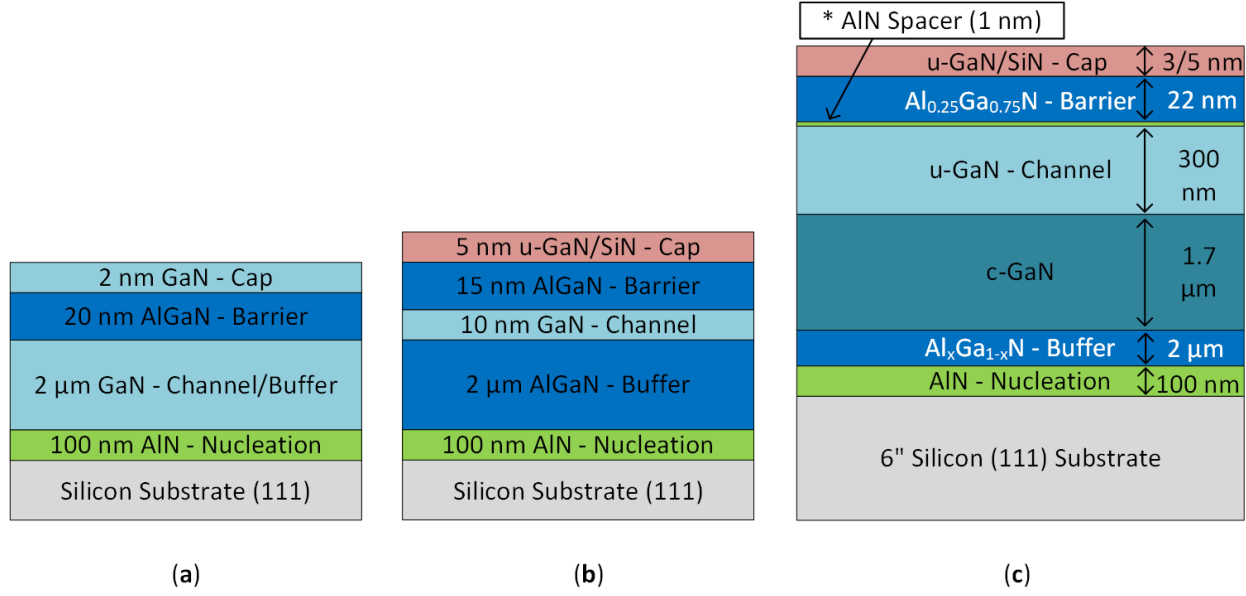 2 nm GaN - Cap
20 nm AlGaN - Barrier
2 µm GaN - Channel/Buffer
100 nm AlN - Nucleation
Silicon Substrate (111)
(a)
5 nm u-GaN/SiN - Cap
15 nm AlGaN - Barrier
10 nm GaN - Channel
2 µm AlGaN - Buffer
100 nm AlN - Nucleation
Silicon Substrate (111)
(b)
* AlN Spacer (1 nm)
u-GaN/SiN - Cap 3/5 nm
Al₀.₂₅Ga₀.₇₅N - Barrier 22 nm
u-GaN - Channel 300
nm
c-GaN 1.7
µm
AlₓGa₁₋ₓN - Buffer 2 µm
AlN - Nucleation 100 nm
6" Silicon (111) Substrate
(c)